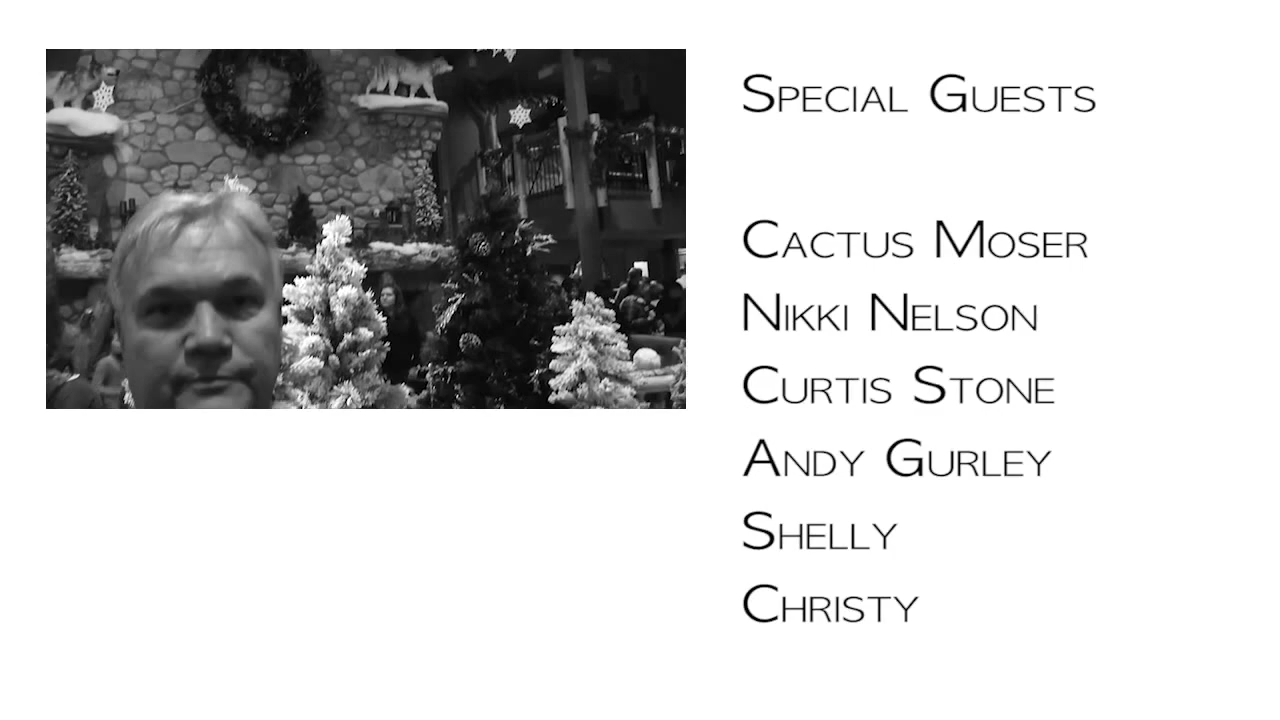 Special Guests
Cactus Moser
Nikki Nelson
Curtis Stone
Andy Gurley
Shelly
Christy